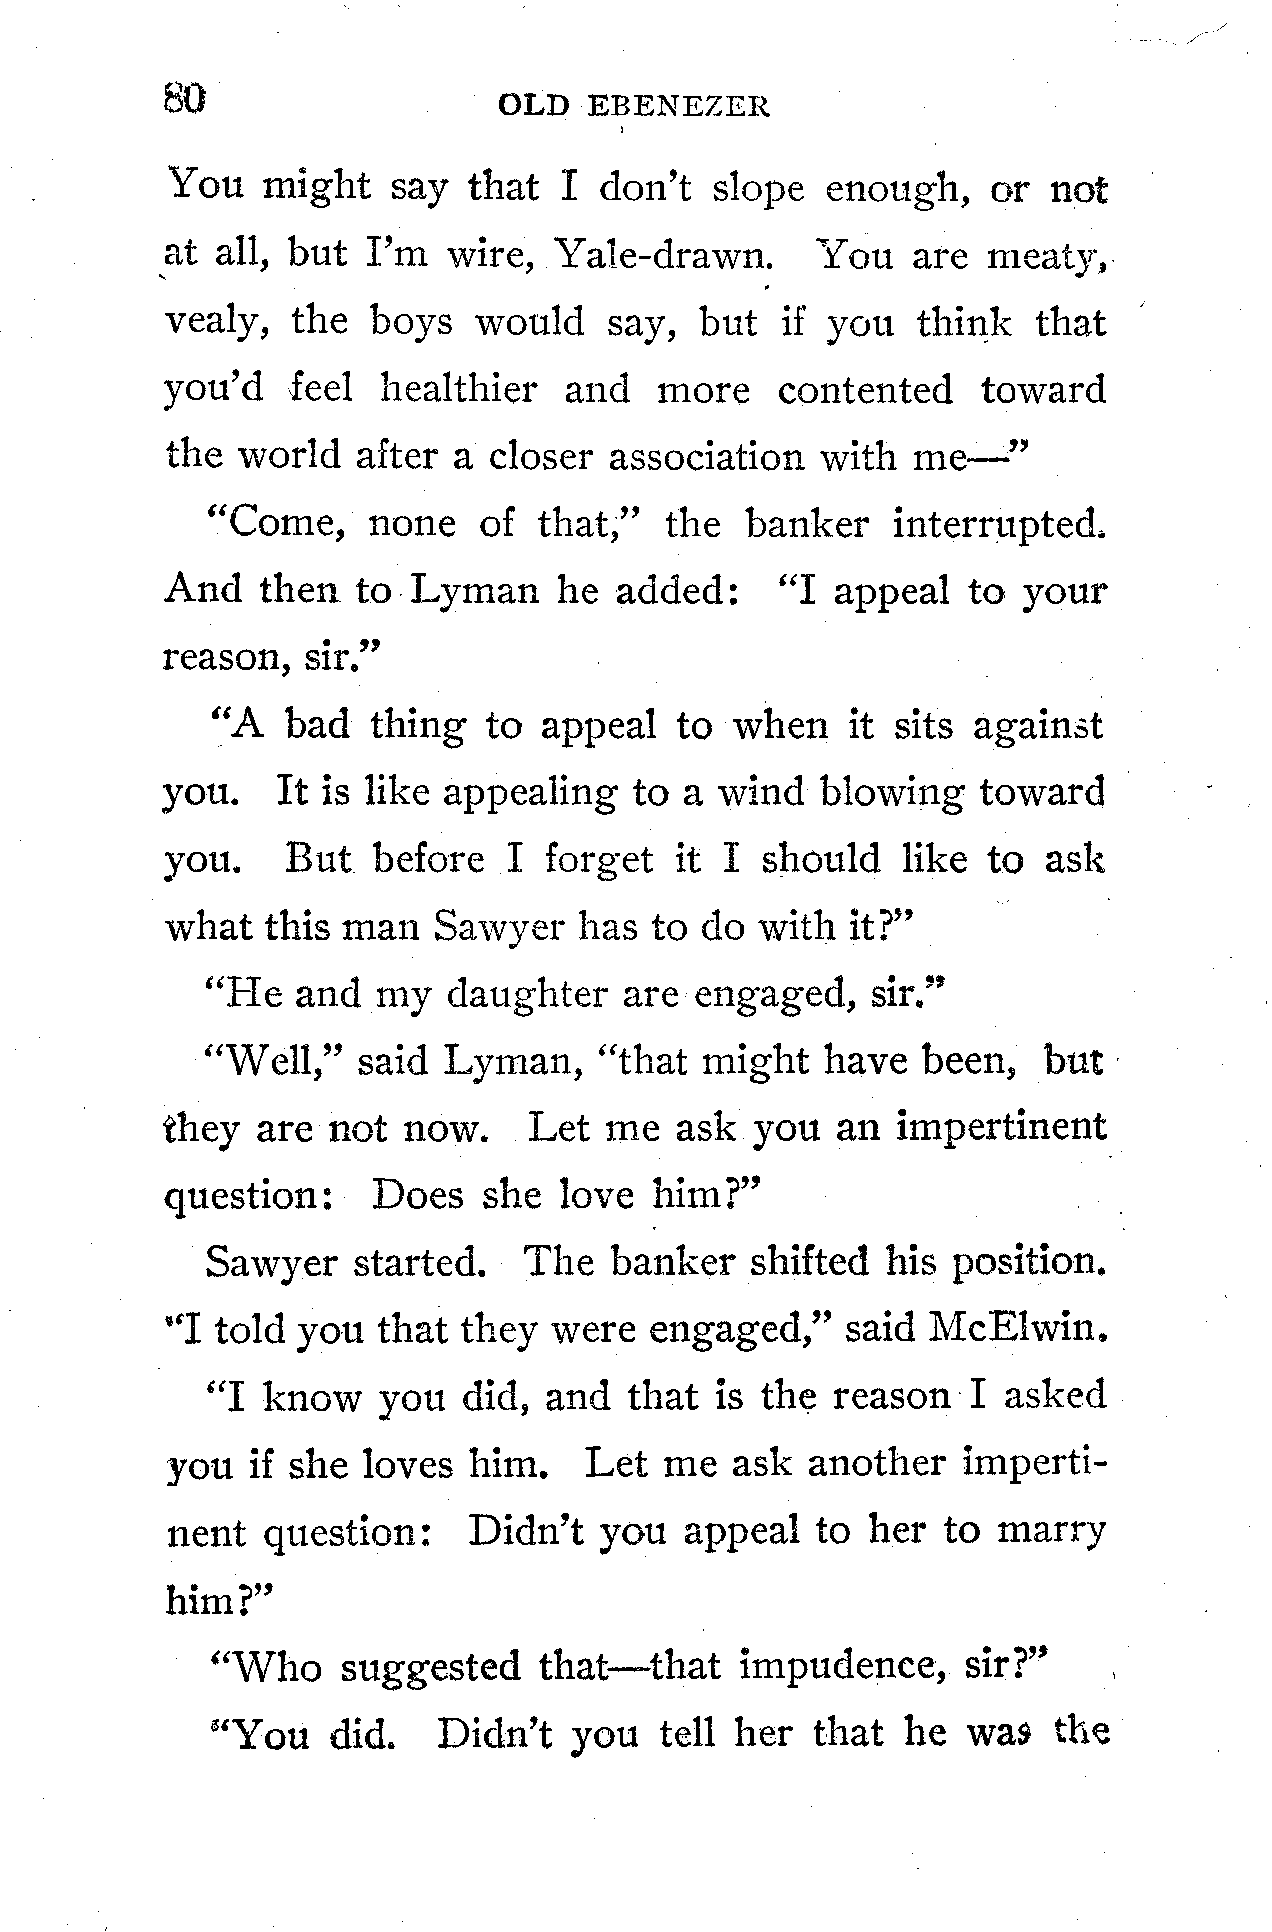 80 OLD EBENEZER
You might say that I don't slope enough, or not
at all, but I'm wire, Yale-drawn. You are meaty,
vealy, the boys would say, but if you think that
you'd feel healthier and more contented toward
the world after a closer association with me—"
"Come, none of that," the banker interrupted.
And then to Lyman he added: "I appeal to your
reason, sir."
"A bad thing to appeal to when it sits against
you. It is like appealing to a wind blowing toward
you. But before I forget it I should like to ask
what this man Sawyer has to do with it?"
"He and my daughter are engaged, sir."
"Well," said Lyman, "that might have been, but
they are not now. Let me ask you an impertinent
question: Does she love him?"
Sawyer started. The banker shifted his position.
"I told you that they were engaged," said McElwin.
"I know you did, and that is the reason I asked
you if she loves him. Let me ask another imperti-
nent question: Didn't you appeal to her to marry
him?"
"Who suggested that—that impudence, sir?"
"You did. Didn't you tell her that he was the